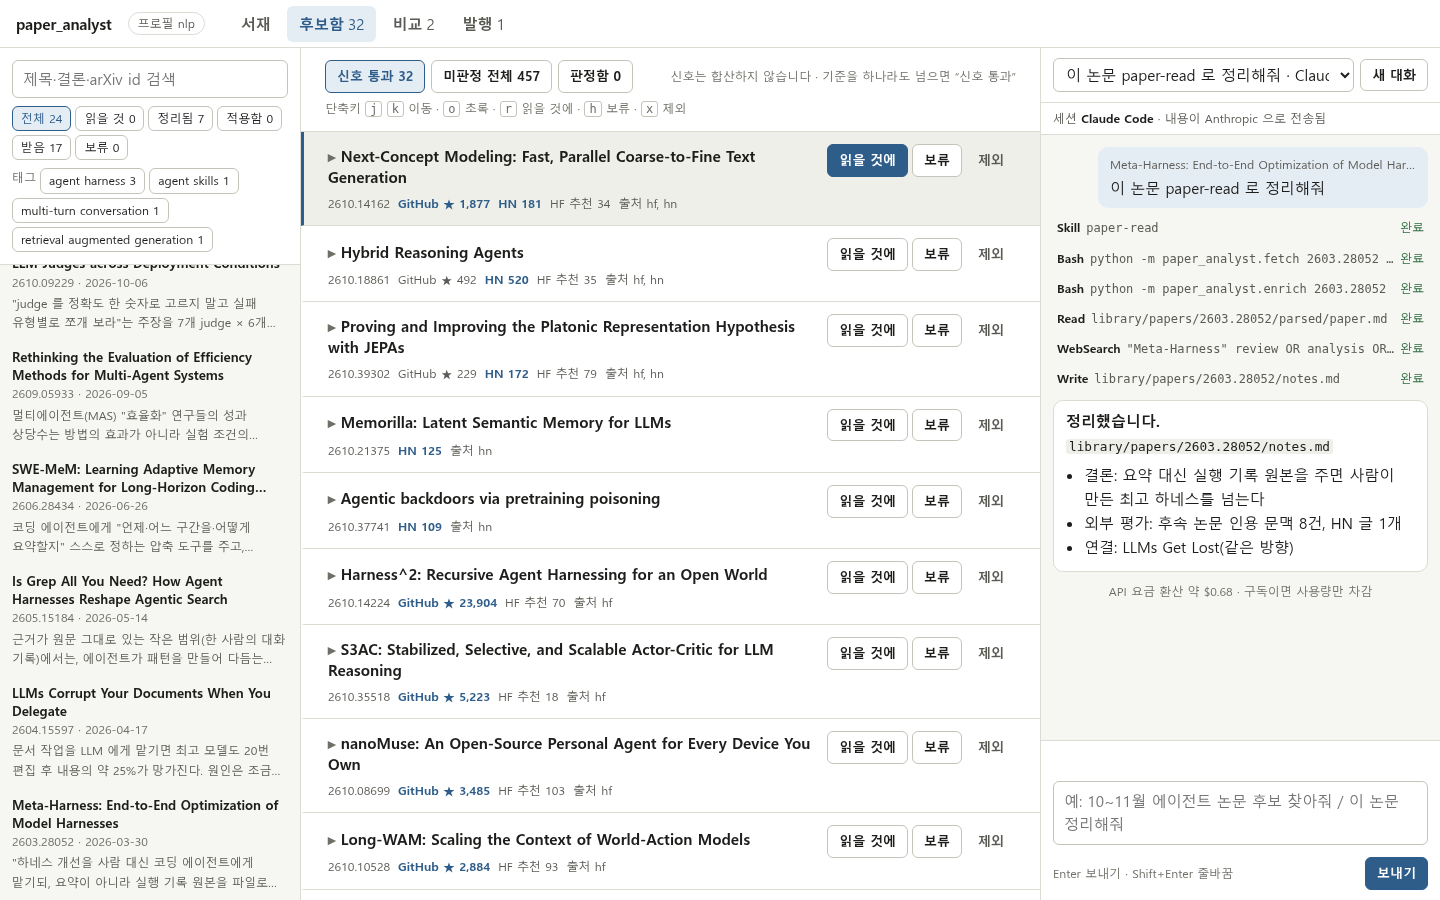 paper_analyst
프로필 nlp
서재
후보함 32
비교 2
발행 1
제목·결론·arXiv id 검색
전체 24
읽을 것 0
정리됨 7
적용함 0
받음 17
보류 0
태그
agent harness 3
agent skills 1
multi-turn conversation 1
retrieval augmented generation 1
LLM Judges across Deployment Conditions
2610.09229 · 2026-10-06
"judge 를 정확도 한 숫자로 고르지 말고 실패
유형별로 쪼개 보라"는 주장을 7개 judge × 6개...
Rethinking the Evaluation of Efficiency
Methods for Multi-Agent Systems
2609.05933 · 2026-09-05
멀티에이전트(MAS) "효율화" 연구들의 성과
상당수는 방법의 효과가 아니라 실험 조건의...
SWE-MeM: Learning Adaptive Memory
Management for Long-Horizon Coding...
2606.28434 · 2026-06-26
코딩 에이전트에게 "언제·어느 구간을·어떻게
요약할지" 스스로 정하는 압축 도구를 주고,...
Is Grep All You Need? How Agent
Harnesses Reshape Agentic Search
2605.15184 · 2026-05-14
근거가 원문 그대로 있는 작은 범위(한 사람의 대화
기록)에서는, 에이전트가 패턴을 만들어 다듬는...
LLMs Corrupt Your Documents When You
Delegate
2604.15597 · 2026-04-17
문서 작업을 LLM 에게 맡기면 최고 모델도 20번
편집 후 내용의 약 25%가 망가진다. 원인은 조금...
Meta-Harness: End-to-End Optimization of
Model Harnesses
2603.28052 · 2026-03-30
"하네스 개선을 사람 대신 코딩 에이전트에게
맡기되, 요약이 아니라 실행 기록 원본을 파일로...
신호 통과 32
미판정 전체 457
판정함 0
신호는 합산하지 않습니다 · 기준을 하나라도 넘으면 "신호 통과"
단축키 j k 이동 · o 초록 · r 읽을 것에 · h 보류 · x 제외
▸ Next-Concept Modeling: Fast, Parallel Coarse-to-Fine Text
Generation
2610.14162 GitHub ★ 1,877 HN 181 HF 추천 34 출처 hf, hn
읽을 것에 보류 제외
▸ Hybrid Reasoning Agents
2610.18861 GitHub ★ 492 HN 520 HF 추천 35 출처 hf, hn
읽을 것에 보류 제외
▸ Proving and Improving the Platonic Representation Hypothesis
with JEPAs
2610.39302 GitHub ★ 229 HN 172 HF 추천 79 출처 hf, hn
읽을 것에 보류 제외
▸ Memorilla: Latent Semantic Memory for LLMs
2610.21375 HN 125 출처 hn
읽을 것에 보류 제외
▸ Agentic backdoors via pretraining poisoning
2610.37741 HN 109 출처 hn
읽을 것에 보류 제외
▸ Harness^2: Recursive Agent Harnessing for an Open World
2610.14224 GitHub ★ 23,904 HF 추천 70 출처 hf
읽을 것에 보류 제외
▸ S3AC: Stabilized, Selective, and Scalable Actor-Critic for LLM
Reasoning
2610.35518 GitHub ★ 5,223 HF 추천 18 출처 hf
읽을 것에 보류 제외
▸ nanoMuse: An Open-Source Personal Agent for Every Device You
Own
2610.08699 GitHub ★ 3,485 HF 추천 103 출처 hf
읽을 것에 보류 제외
▸ Long-WAM: Scaling the Context of World-Action Models
2610.10528 GitHub ★ 2,884 HF 추천 93 출처 hf
읽을 것에 보류 제외
이 논문 paper-read 로 정리해줘 · Claud
새 대화
세션 Claude Code · 내용이 Anthropic 으로 전송됨
Meta-Harness: End-to-End Optimization of Model Har...
이 논문 paper-read 로 정리해줘
Skill paper-read 완료
Bash python -m paper_analyst.fetch 2603.28052 … 완료
Bash python -m paper_analyst.enrich 2603.28052 완료
Read library/papers/2603.28052/parsed/paper.md 완료
WebSearch "Meta-Harness" review OR analysis OR… 완료
Write library/papers/2603.28052/notes.md 완료
정리했습니다.
library/papers/2603.28052/notes.md
• 결론: 요약 대신 실행 기록 원본을 주면 사람이
만든 최고 하네스를 넘는다
• 외부 평가: 후속 논문 인용 문맥 8건, HN 글 1개
• 연결: LLMs Get Lost(같은 방향)
API 요금 환산 약 $0.68 · 구독이면 사용량만 차감
예: 10~11월 에이전트 논문 후보 찾아줘 / 이 논문
정리해줘
Enter 보내기 · Shift+Enter 줄바꿈
보내기